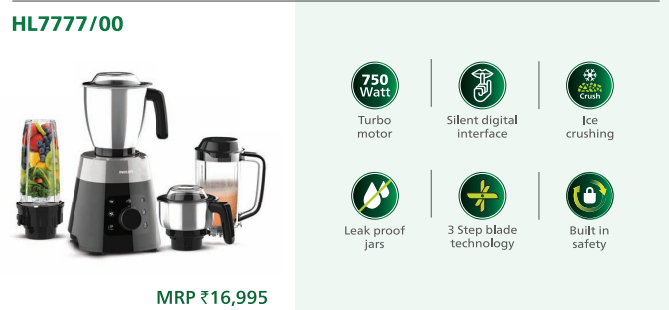 HL7777/00
PHILIPS
MRP ₹16,995
750
Watt
Turbo
motor
Silent digital
interface
Crush
Ice
crushing
Leak proof
jars
3 Step blade
technology
Built in
safety